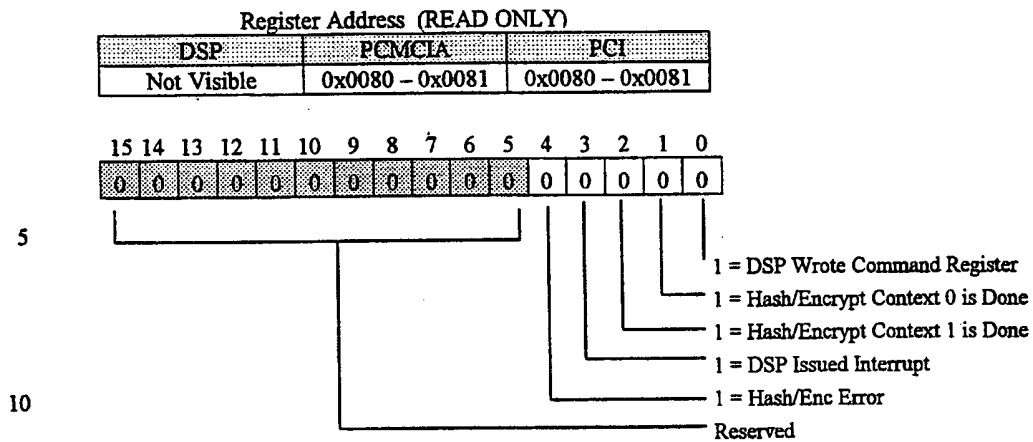 Register Address (READ ONLY)
DSP PCMCIA PCI
Not Visible 0x0080 – 0x0081 0x0080 – 0x0081
15 14 13 12 11 10 9 8 7 6 5 4 3 2 1 0
0 0 0 0 0 0 0 0 0 0 0 0 0 0 0 0
5
1 = DSP Wrote Command Register
1 = Hash/Encrypt Context 0 is Done
1 = Hash/Encrypt Context 1 is Done
1 = DSP Issued Interrupt
10
1 = Hash/Enc Error
Reserved